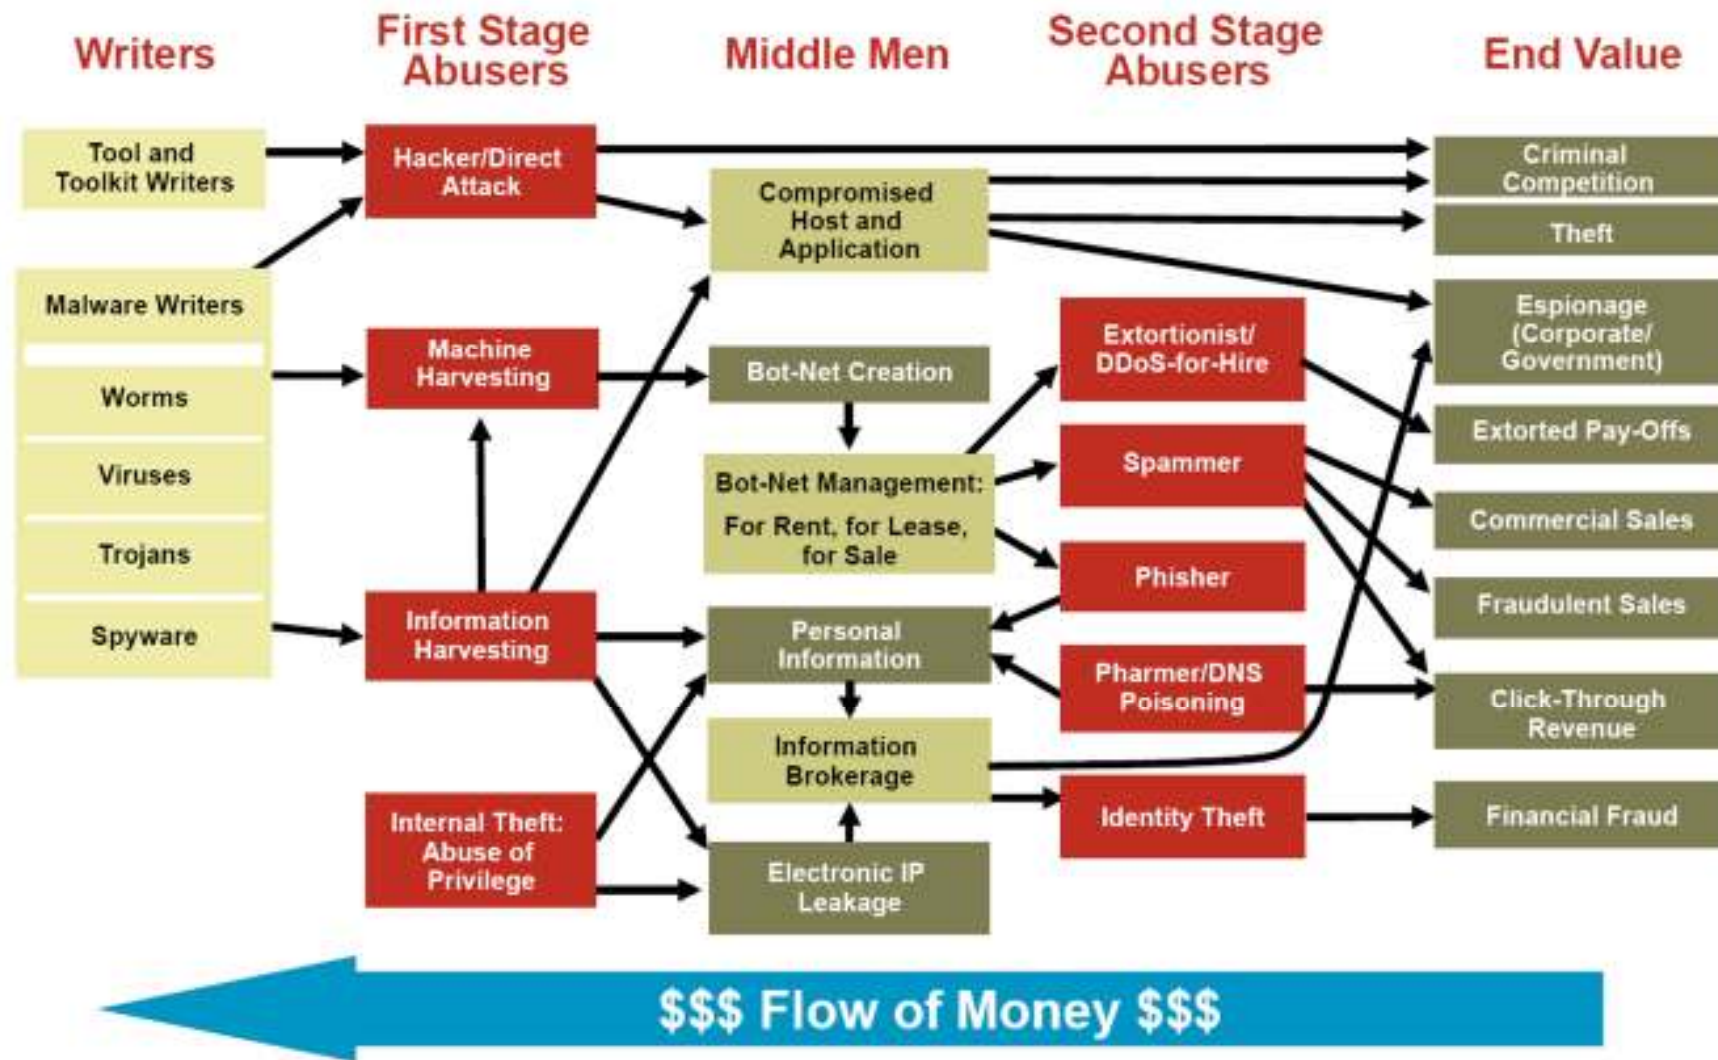 Writers
First Stage
Abusers
Middle Men
Second Stage
Abusers
End Value
Tool and
Toolkit Writers
Malware Writers
Worms
Viruses
Trojans
Spyware
Hacker/Direct
Attack
Machine
Harvesting
Information
Harvesting
Internal Theft:
Abuse of
Privilege
Compromised
Host and
Application
Bot-Net Creation
Bot-Net Management:
For Rent, for Lease,
for Sale
Personal
Information
Information
Brokerage
Electronic IP
Leakage
Extortionist/
DDoS-for-Hire
Spammer
Phisher
Pharmer/DNS
Poisoning
Identity Theft
Criminal
Competition
Theft
Espionage
(Corporate/
Government)
Extorted Pay-Offs
Commercial Sales
Fraudulent Sales
Click-Through
Revenue
Financial Fraud
$$$ Flow of Money $$$